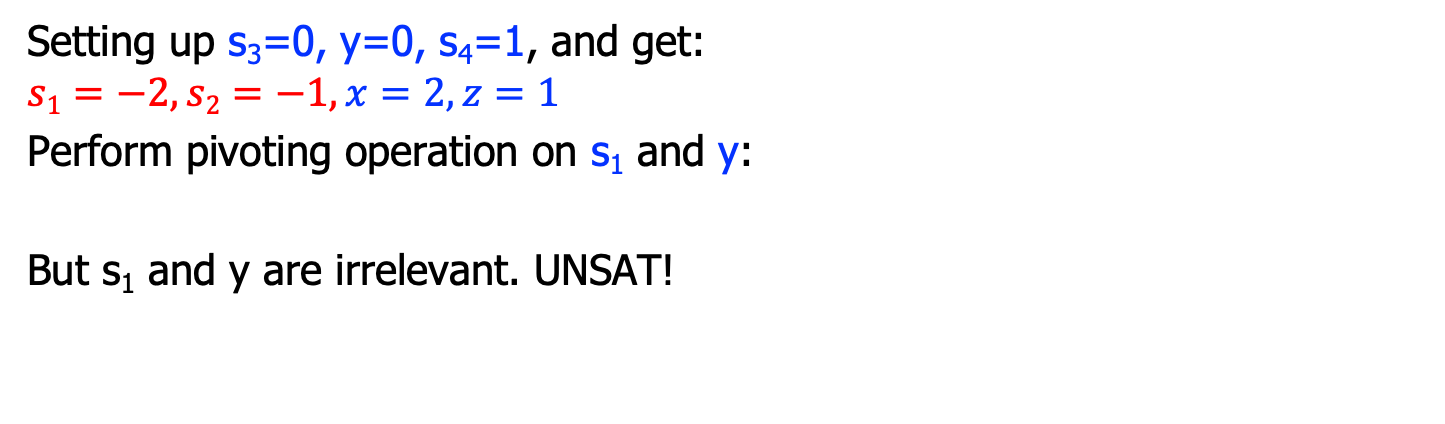 Setting up s₃=0, y=0, s₄=1, and get:
s₁ = −2, s₂ = −1, x = 2, z = 1
Perform pivoting operation on s₁ and y:
But s₁ and y are irrelevant. UNSAT!